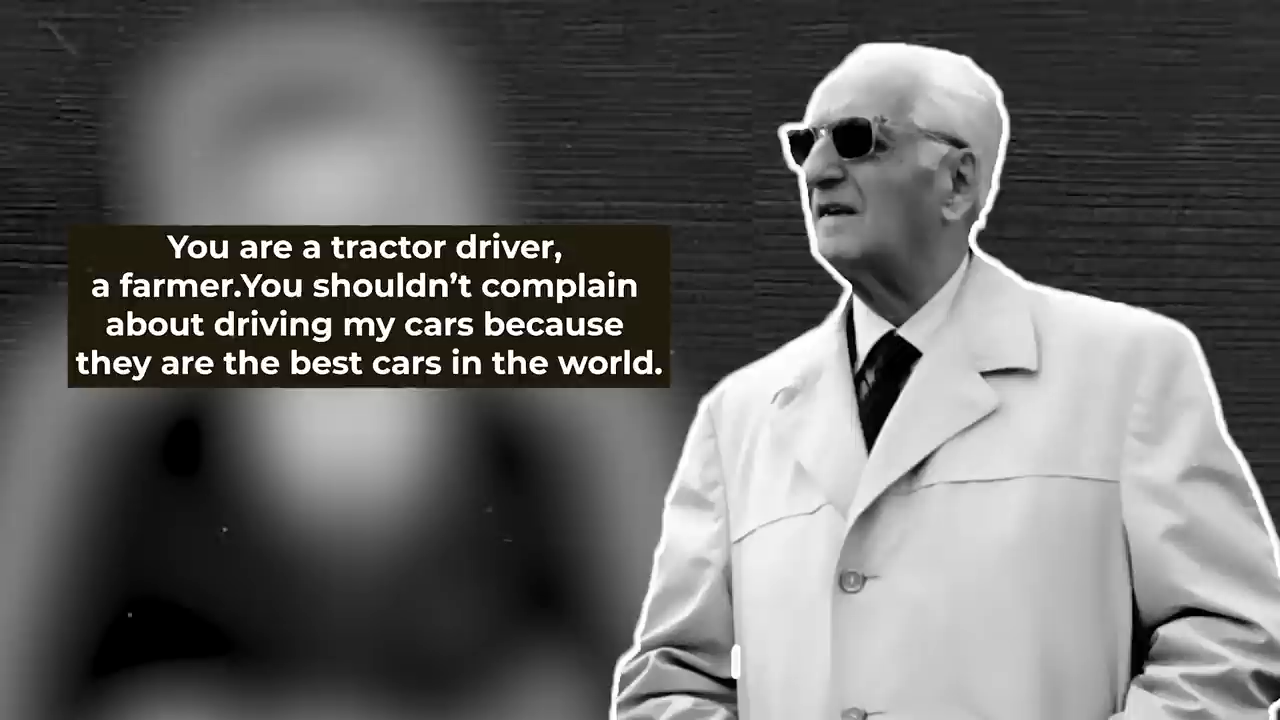 You are a tractor driver,
a farmer.You shouldn’t complain
about driving my cars because
they are the best cars in the world.